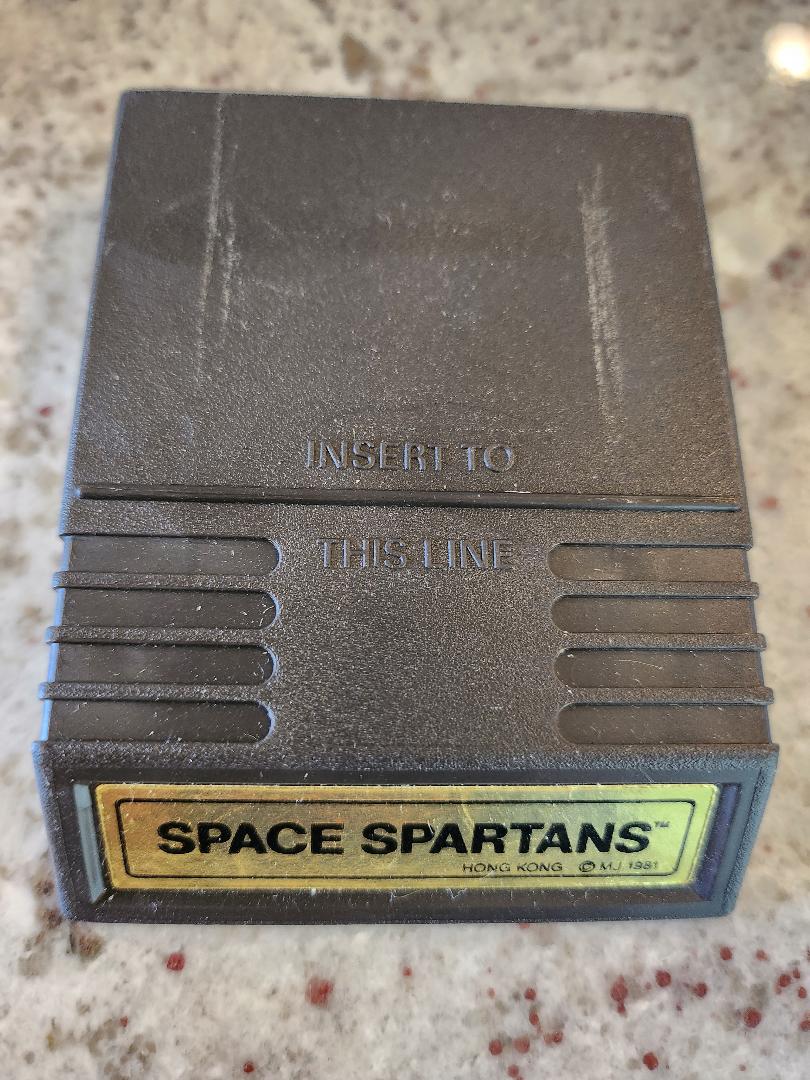 INSERT TO
THIS LINE
SPACE SPARTANS™
HONG KONG © MJ 1981